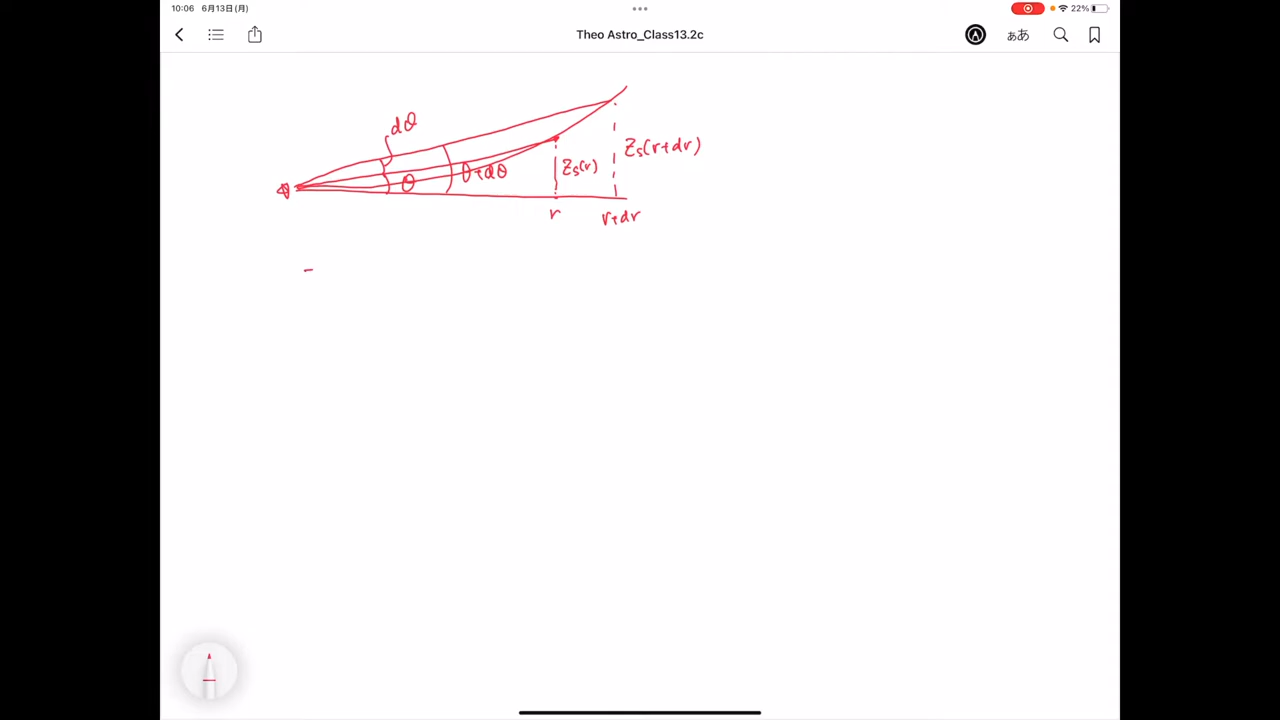 10:06 6月13日(月)
22%
Theo Astro_Class13.2c
ぁあ
dθ
θ
θ+dθ
Zs(r)
Zs(r+dr)
r
r+dr